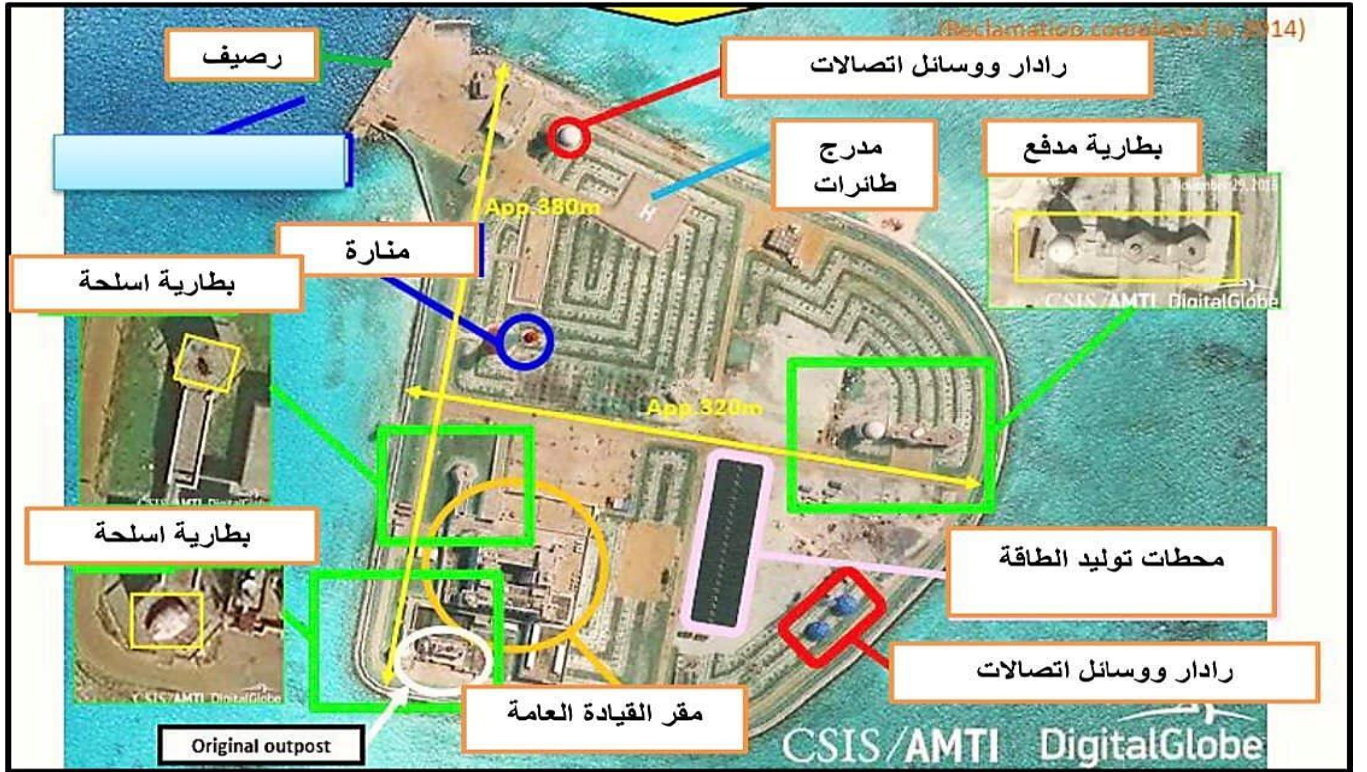 (Reclamation completed in 2014)
رصيف
رادار ووسائل اتصالات
مدرج
طائرات
بطارية مدفع
November 29, 2016
CSIS/AMTI DigitalGlobe
App.380m
منارة
بطارية اسلحة
App.320m
CSIS/AMTI DigitalGlobe
بطارية اسلحة
محطات توليد الطاقة
رادار ووسائل اتصالات
CSIS/AMTI DigitalGlobe
مقر القيادة العامة
Original outpost
CSIS/AMTI DigitalGlobe
H